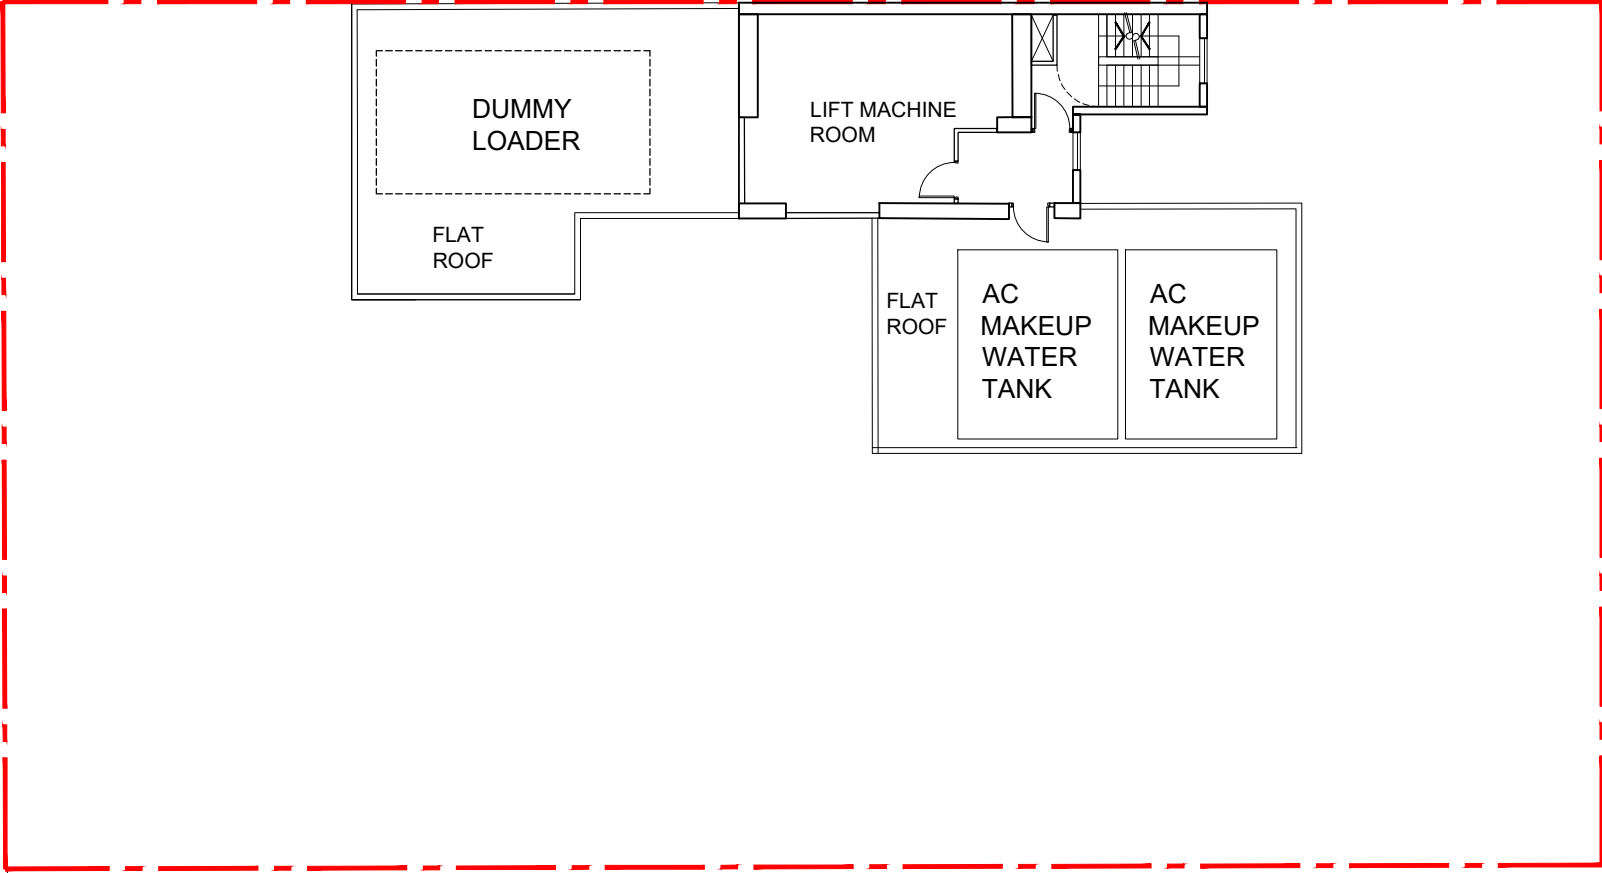 DUMMY
LOADER
LIFT MACHINE
ROOM
FLAT
ROOF
FLAT
ROOF
AC
MAKEUP
WATER
TANK
AC
MAKEUP
WATER
TANK